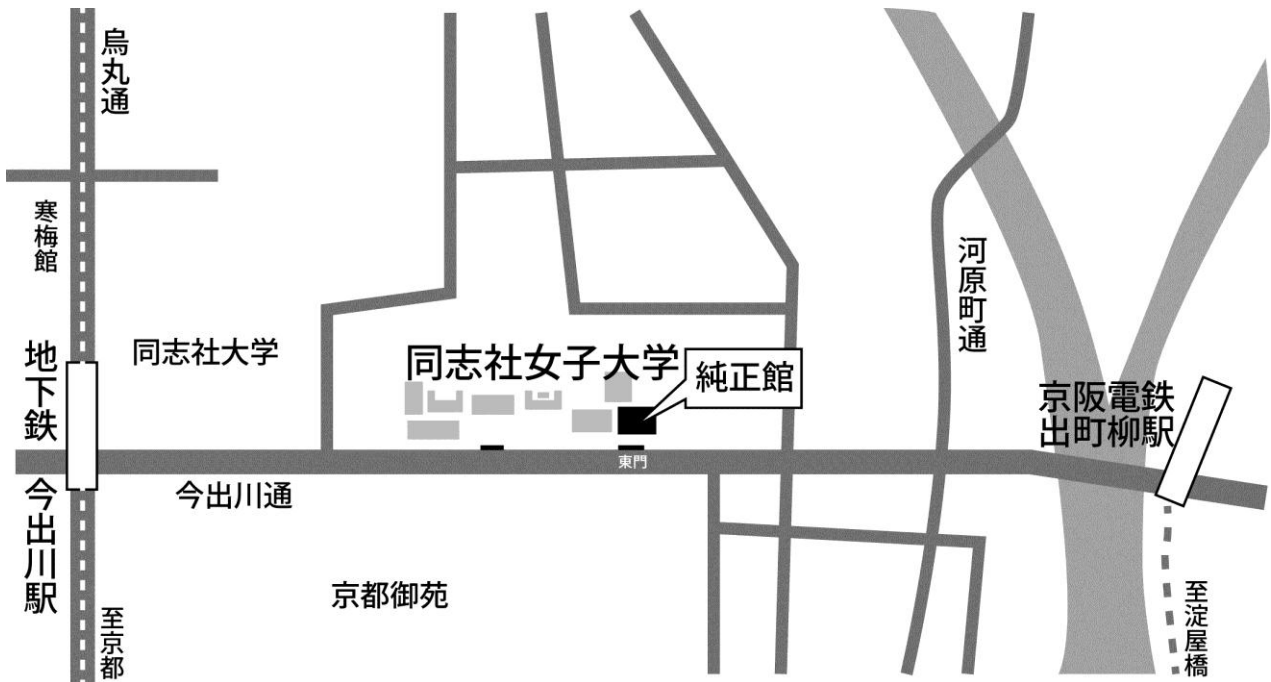 烏丸通
寒梅館
地下鉄
今出川駅
至京都
同志社大学
今出川通
京都御苑
同志社女子大学
純正館
東門
河原町通
京阪電鉄
出町柳駅
至淀屋橋